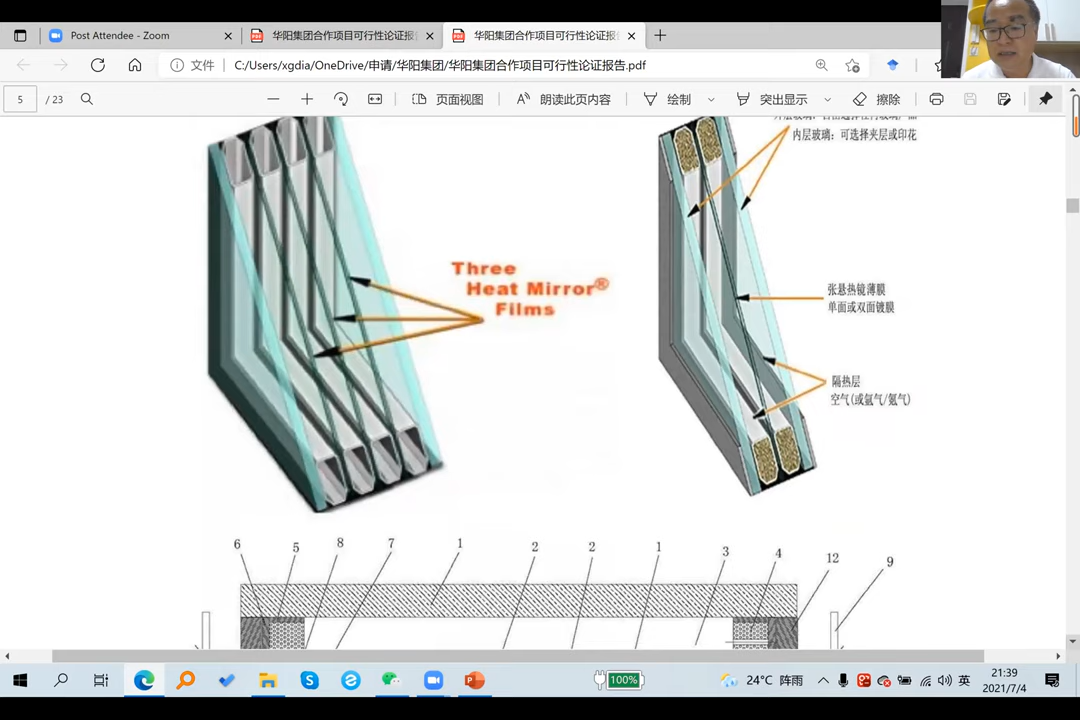 Post Attendee - Zoom
华阳集团合作项目可行性论证报告
华阳集团合作项目可行性论证报告
文件
C:/Users/xgdia/OneDrive/申请/华阳集团/华阳集团合作项目可行性论证报告.pdf
5 / 23
页面视图
朗读此页内容
绘制
突出显示
擦除
内层玻璃：可选择夹层或印花
Three
Heat Mirror®
Films
张悬热镜薄膜
单面或双面镀膜
隔热层
空气(或氩气/氪气)
6 5 8 7 1 2 2 1 3 4 12 9
100%
24°C 阵雨
英
21:39
2021/7/4